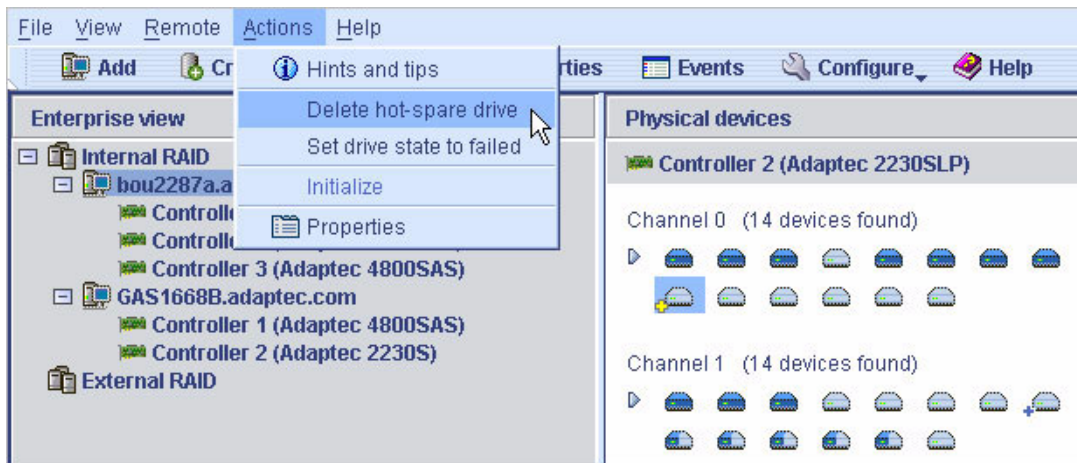 File View Remote Actions Help
Add Cr rties Events Configure Help
Hints and tips
Delete hot-spare drive
Set drive state to failed
Initialize
Properties
Enterprise view
Internal RAID
bou2287a.a
Controlle
Controlle
Controller 3 (Adaptec 4800SAS)
GAS1668B.adaptec.com
Controller 1 (Adaptec 4800SAS)
Controller 2 (Adaptec 2230S)
External RAID
Physical devices
Controller 2 (Adaptec 2230SLP)
Channel 0 (14 devices found)
Channel 1 (14 devices found)